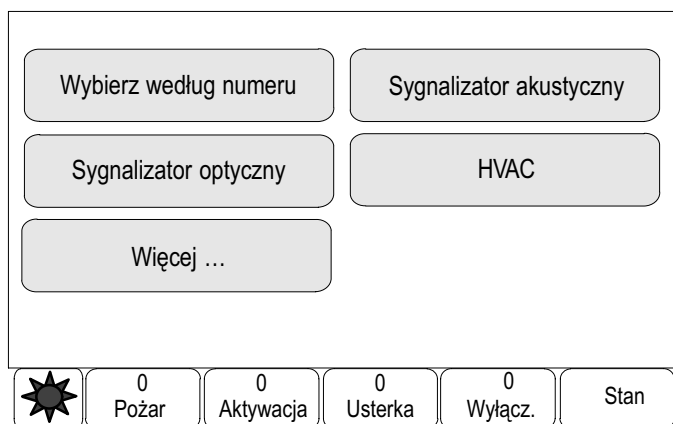 Wybierz według numeru
Sygnalizator akustyczny
Sygnalizator optyczny
HVAC
Więcej …
0
Pożar
0
Aktywacja
0
Usterka
0
Wyłącz.
Stan